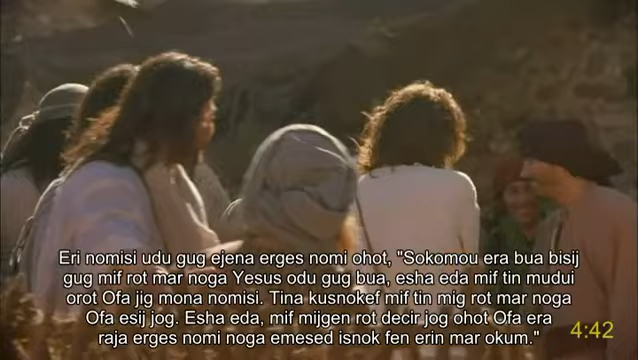 Eri nomisi udu gug ejena erges nomi ohot, "Sokomou era bua bisij
gug mif rot mar noga Yesus odu gug bua, esha eda mif tin mudui
orot Ofa jig mona nomisi. Tina kusnokef mif tin mig rot mar noga
Ofa esij jog. Esha eda, mif mijgen rot decir jog ohot Ofa era
raja erges nomi noga emesed isnok fen erin mar okum."
4:42